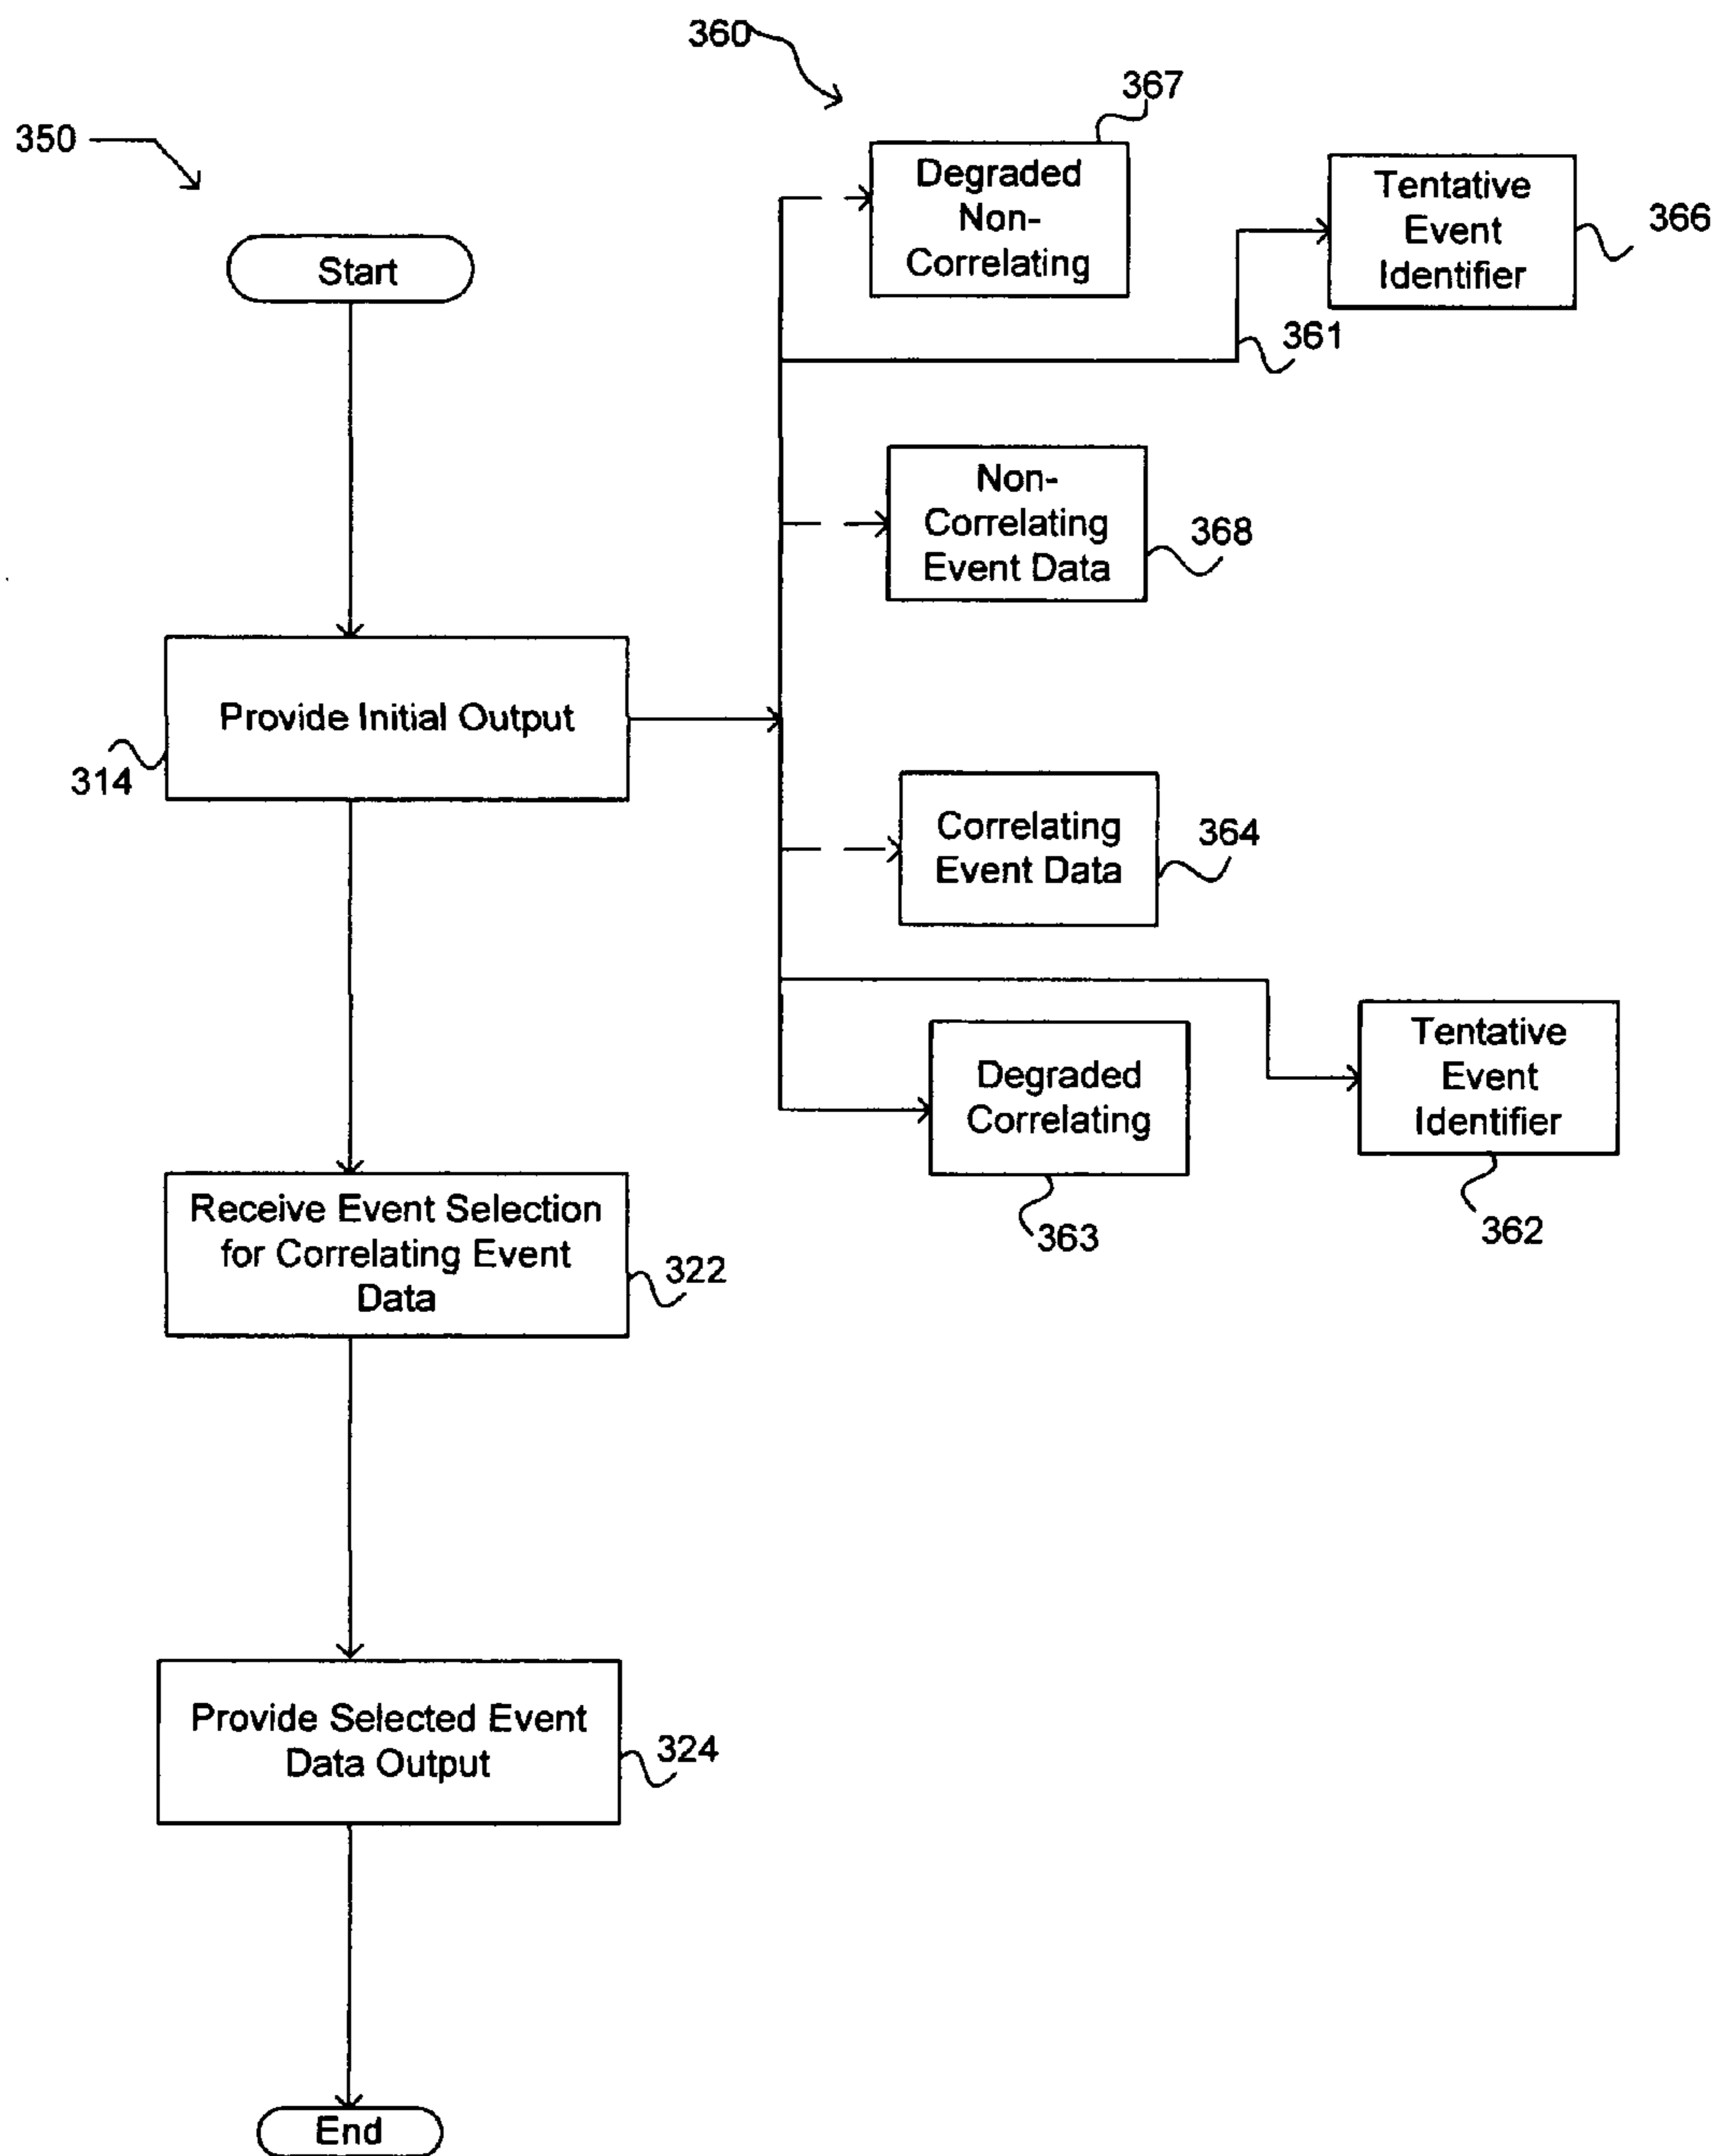 360
367
350
Degraded
Non-
Correlating
Tentative
Event
Identifier
366
Start
361
Non-
Correlating
Event Data
368
Provide Initial Output
314
Correlating
Event Data
364
Degraded
Correlating
363
Tentative
Event
Identifier
362
Receive Event Selection
for Correlating Event
Data
322
Provide Selected Event
Data Output
324
End